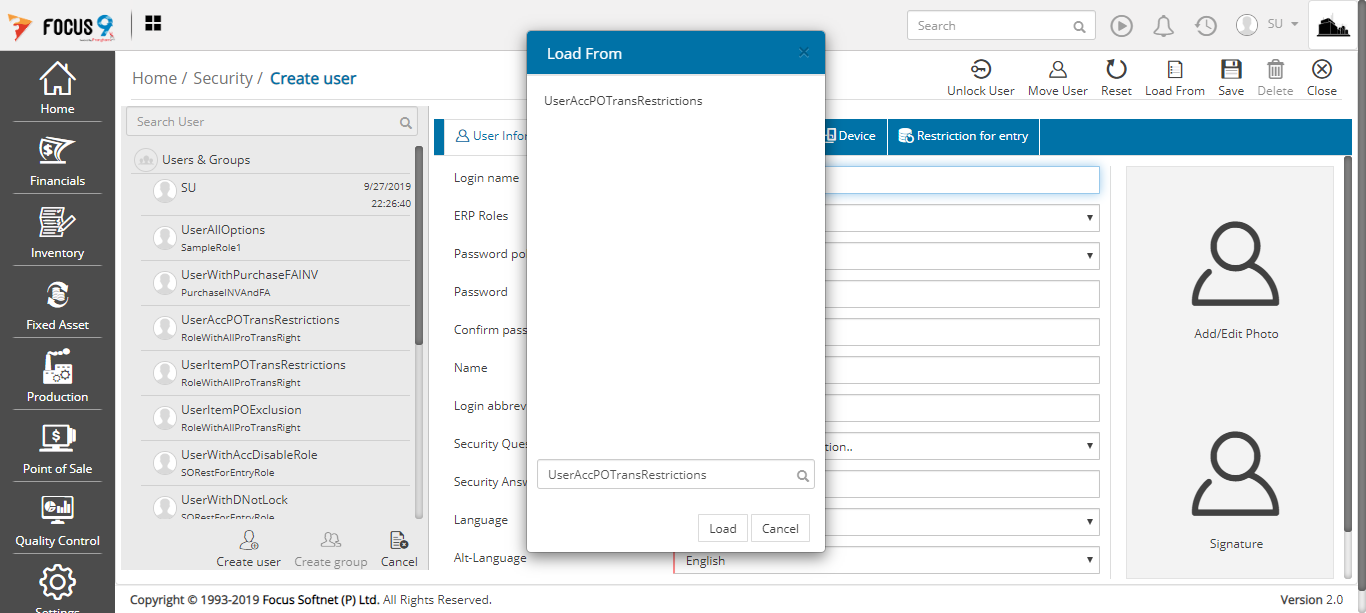 FOCUS 9
Search
SU
Home / Security / Create user
Unlock User
Move User
Reset
Load From
Save
Delete
Close
Home
Financials
Inventory
Fixed Asset
Production
Point of Sale
Quality Control
Settings
Search User
Users & Groups
SU
9/27/2019
22:26:40
UserAllOptions
SampleRole1
UserWithPurchaseFAINV
PurchaseINVAndFA
UserAccPOTransRestrictions
RoleWithAllProTransRight
UserItemPOTransRestrictions
RoleWithAllProTransRight
UserItemPOExclusion
RoleWithAllProTransRight
UserWithAccDisableRole
SORestForEntryRole
UserWithDNotLock
SORestForEntryRole
Create user
Create group
Cancel
User Infor
Device
Restriction for entry
Login name
ERP Roles
Password po
Password
Confirm pass
Name
Login abbrev
Security Ques
tion..
Security Answ
Language
Alt-Language
English
Load From
×
UserAccPOTransRestrictions
UserAccPOTransRestrictions
Load
Cancel
Add/Edit Photo
Signature
Copyright © 1993-2019 Focus Softnet (P) Ltd. All Rights Reserved.
Version 2.0